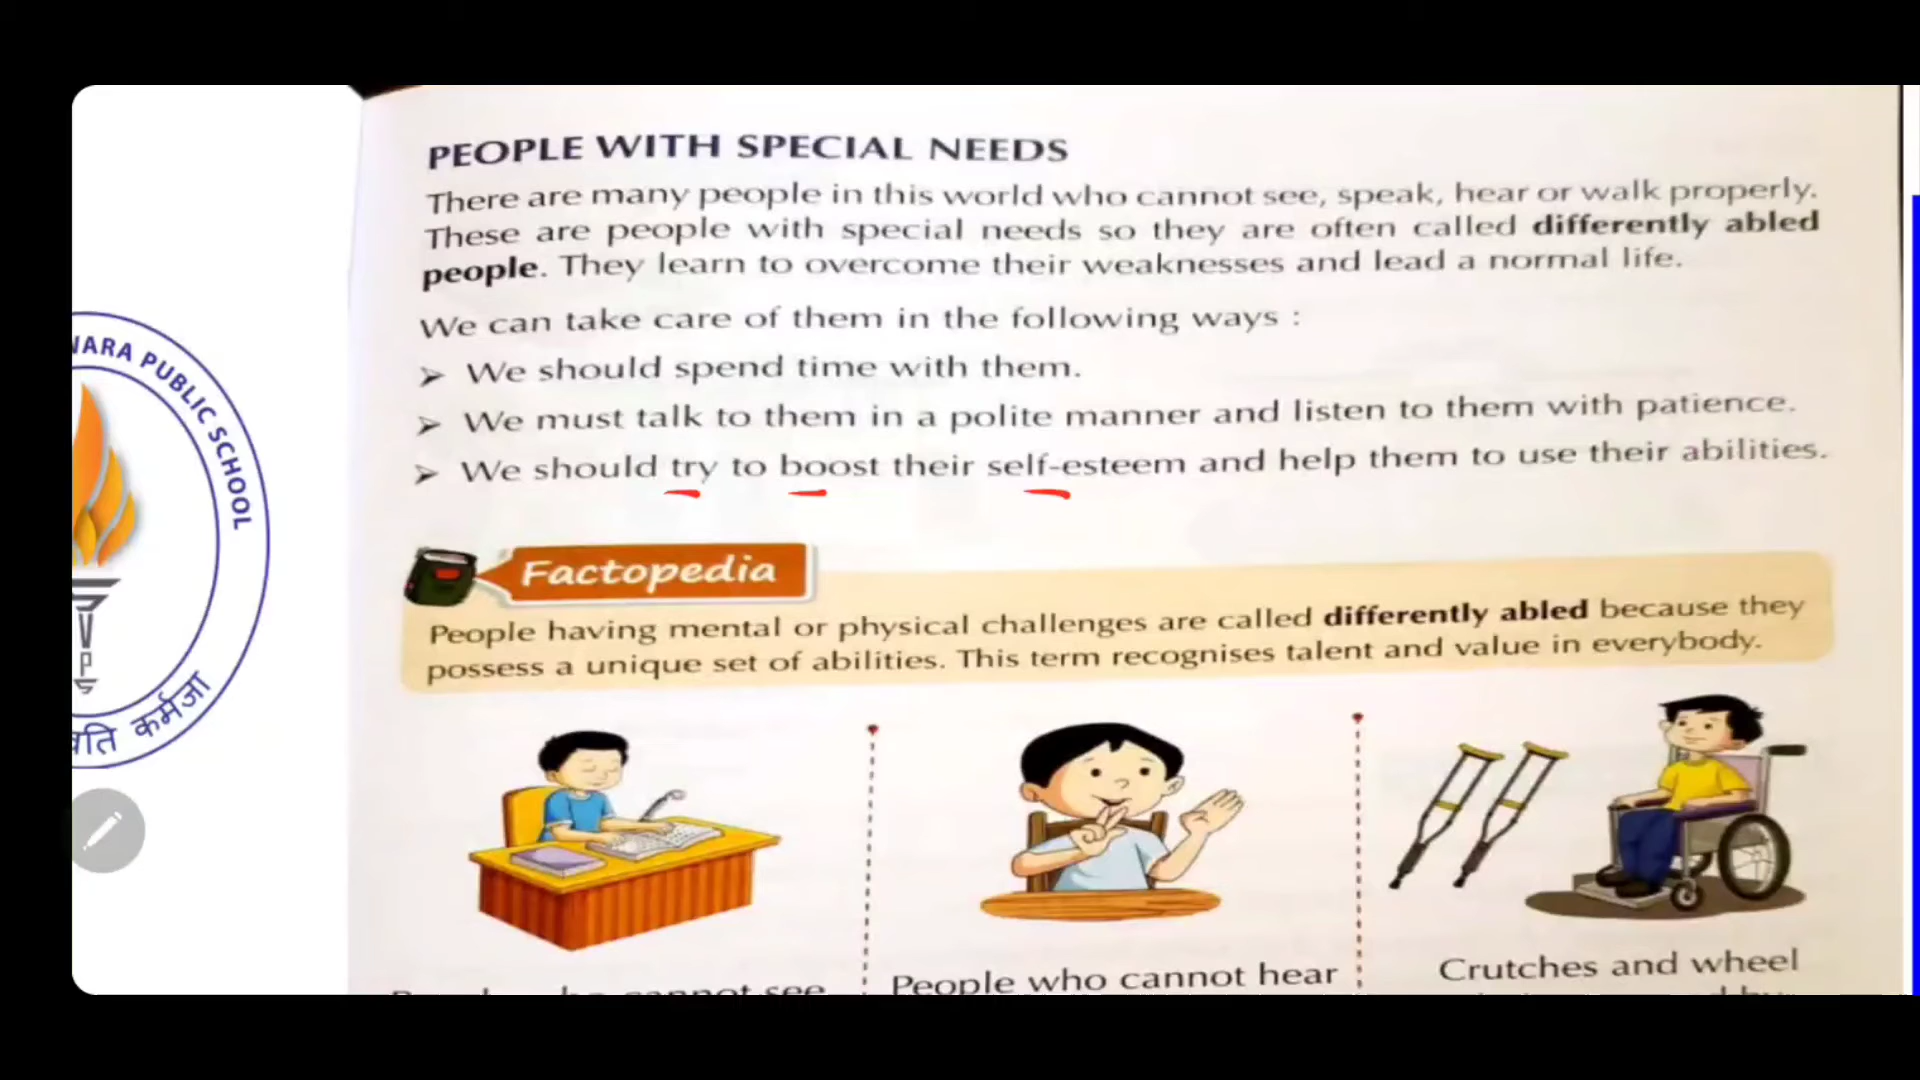 PEOPLE WITH SPECIAL NEEDS
There are many people in this world who cannot see, speak, hear or walk properly.
These are people with special needs so they are often called differently abled
people. They learn to overcome their weaknesses and lead a normal life.
We can take care of them in the following ways :
➢ We should spend time with them.
➢ We must talk to them in a polite manner and listen to them with patience.
➢ We should try to boost their self-esteem and help them to use their abilities.
Factopedia
People having mental or physical challenges are called differently abled because they
possess a unique set of abilities. This term recognises talent and value in everybody.
cannot see
People who cannot hear
Crutches and wheel
PUBLIC SCHOOL
कर्मजा